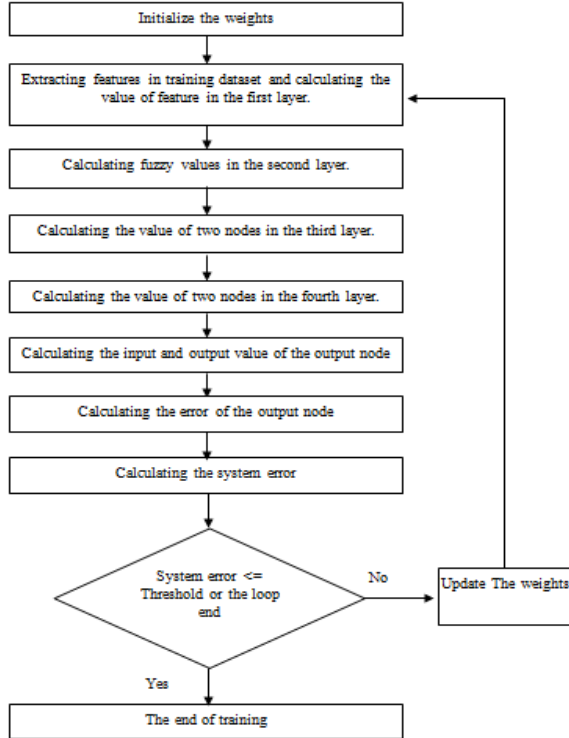 Initialize the weights
Extracting features in training dataset and calculating the
value of feature in the first layer.
Calculating fuzzy values in the second layer.
Calculating the value of two nodes in the third layer.
Calculating the value of two nodes in the fourth layer.
Calculating the input and output value of the output node
Calculating the error of the output node
Calculating the system error
System error <=
Threshold or the loop
end
No
Update The weights
Yes
The end of training